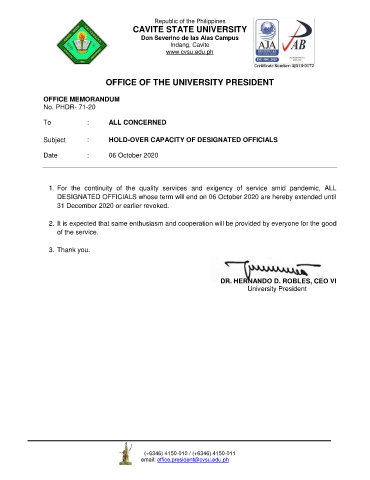 Republic of the Philippines
CAVITE STATE UNIVERSITY
Don Severino de las Alas Campus
Indang, Cavite
www.cvsu.edu.ph
AJA
AB
Certificate Number: AJA19-0172
OFFICE OF THE UNIVERSITY PRESIDENT
OFFICE MEMORANDUM
No. PHDR- 71-20
To : ALL CONCERNED
Subject : HOLD-OVER CAPACITY OF DESIGNATED OFFICIALS
Date : 06 October 2020
1. For the continuity of the quality services and exigency of service amid pandemic, ALL
DESIGNATED OFFICIALS whose term will end on 06 October 2020 are hereby extended until
31 December 2020 or earlier revoked.
2. It is expected that same enthusiasm and cooperation will be provided by everyone for the good
of the service.
3. Thank you.
DR. HERNANDO D. ROBLES, CEO VI
University President
(+6346) 4150-010 / (+6346) 4150-011
email: office.president@cvsu.edu.ph